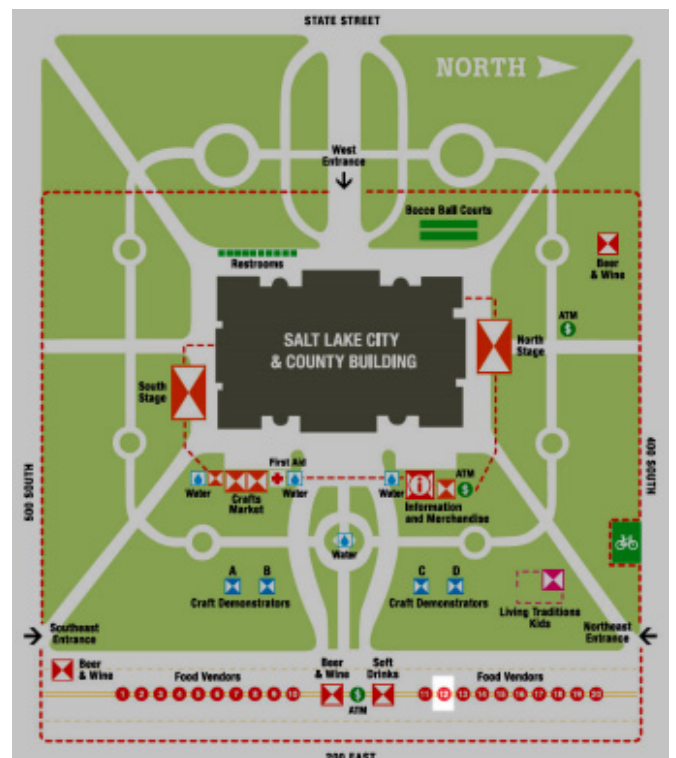 STATE STREET
NORTH
West
Entrance
Bocce Ball Courts
Restrooms
Beer
& Wine
ATM
$
SALT LAKE CITY
& COUNTY BUILDING
North
Stage
South
Stage
600 SOUTH
400 SOUTH
First Aid
ATM
$
Water
Crafts
Market
Water
Water
i
Information
and Merchandise
Water
A
B
C
D
Craft Demonstrators
Craft Demonstrators
Living Traditions
Kids
Southeast
Entrance
Northeast
Entrance
Beer
& Wine
Food Vendors
Beer
& Wine
Soft
Drinks
Food Vendors
1 2 3 4 5 6 7 8 9 10
$
ATM
11 12 13 14 15 16 17 18 19 20
200 EAST